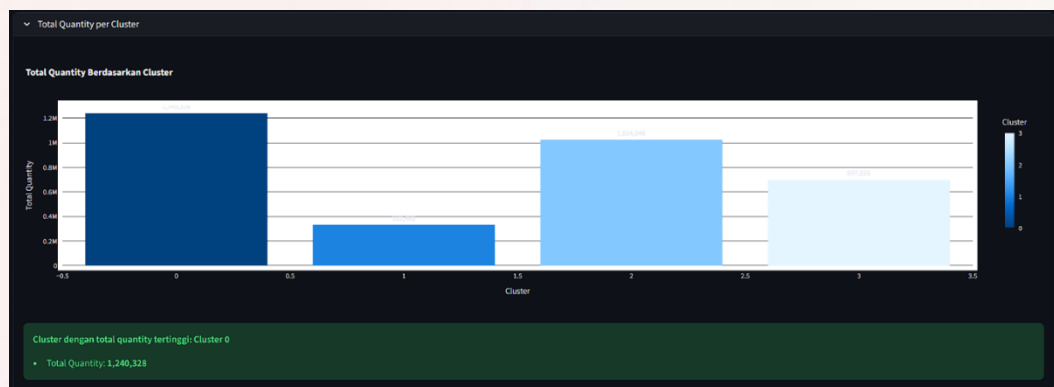 Total Quantity per Cluster
Total Quantity Berdasarkan Cluster
1.2M
1M
0.8M
0.6M
0.4M
0.2M
0
Total Quantity
−0.5
0
0.5
1
1.5
2
2.5
3
3.5
Cluster
Cluster
3
2
1
0
Cluster dengan total quantity tertinggi: Cluster 0
• Total Quantity: 1,240,328